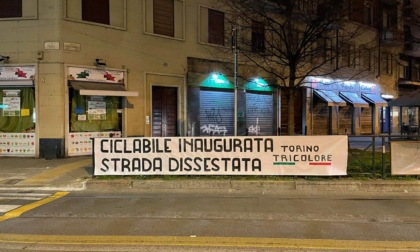 CICLABILE INAUGURATA
STRADA DISSESTATA
TORINO
TRICOLORE